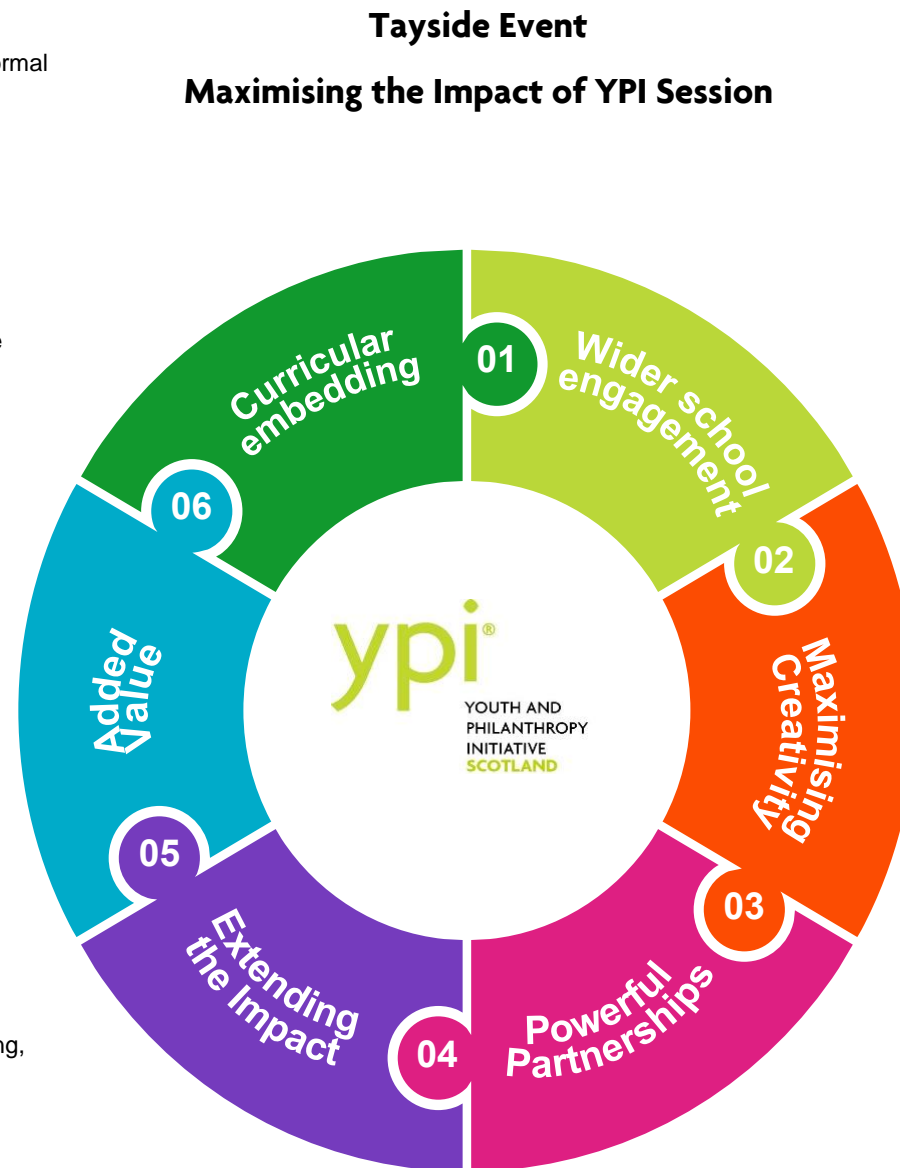 Tayside Event
ormal
Maximising the Impact of YPI Session
e
01
Wider school
engagement
02
Maximising
Creativity
03
Powerful
Partnerships
04
Extending
the Impact
05
Added
Value
06
Curricular
embedding
ypi®
YOUTH AND
PHILANTHROPY
INITIATIVE
SCOTLAND
ng,